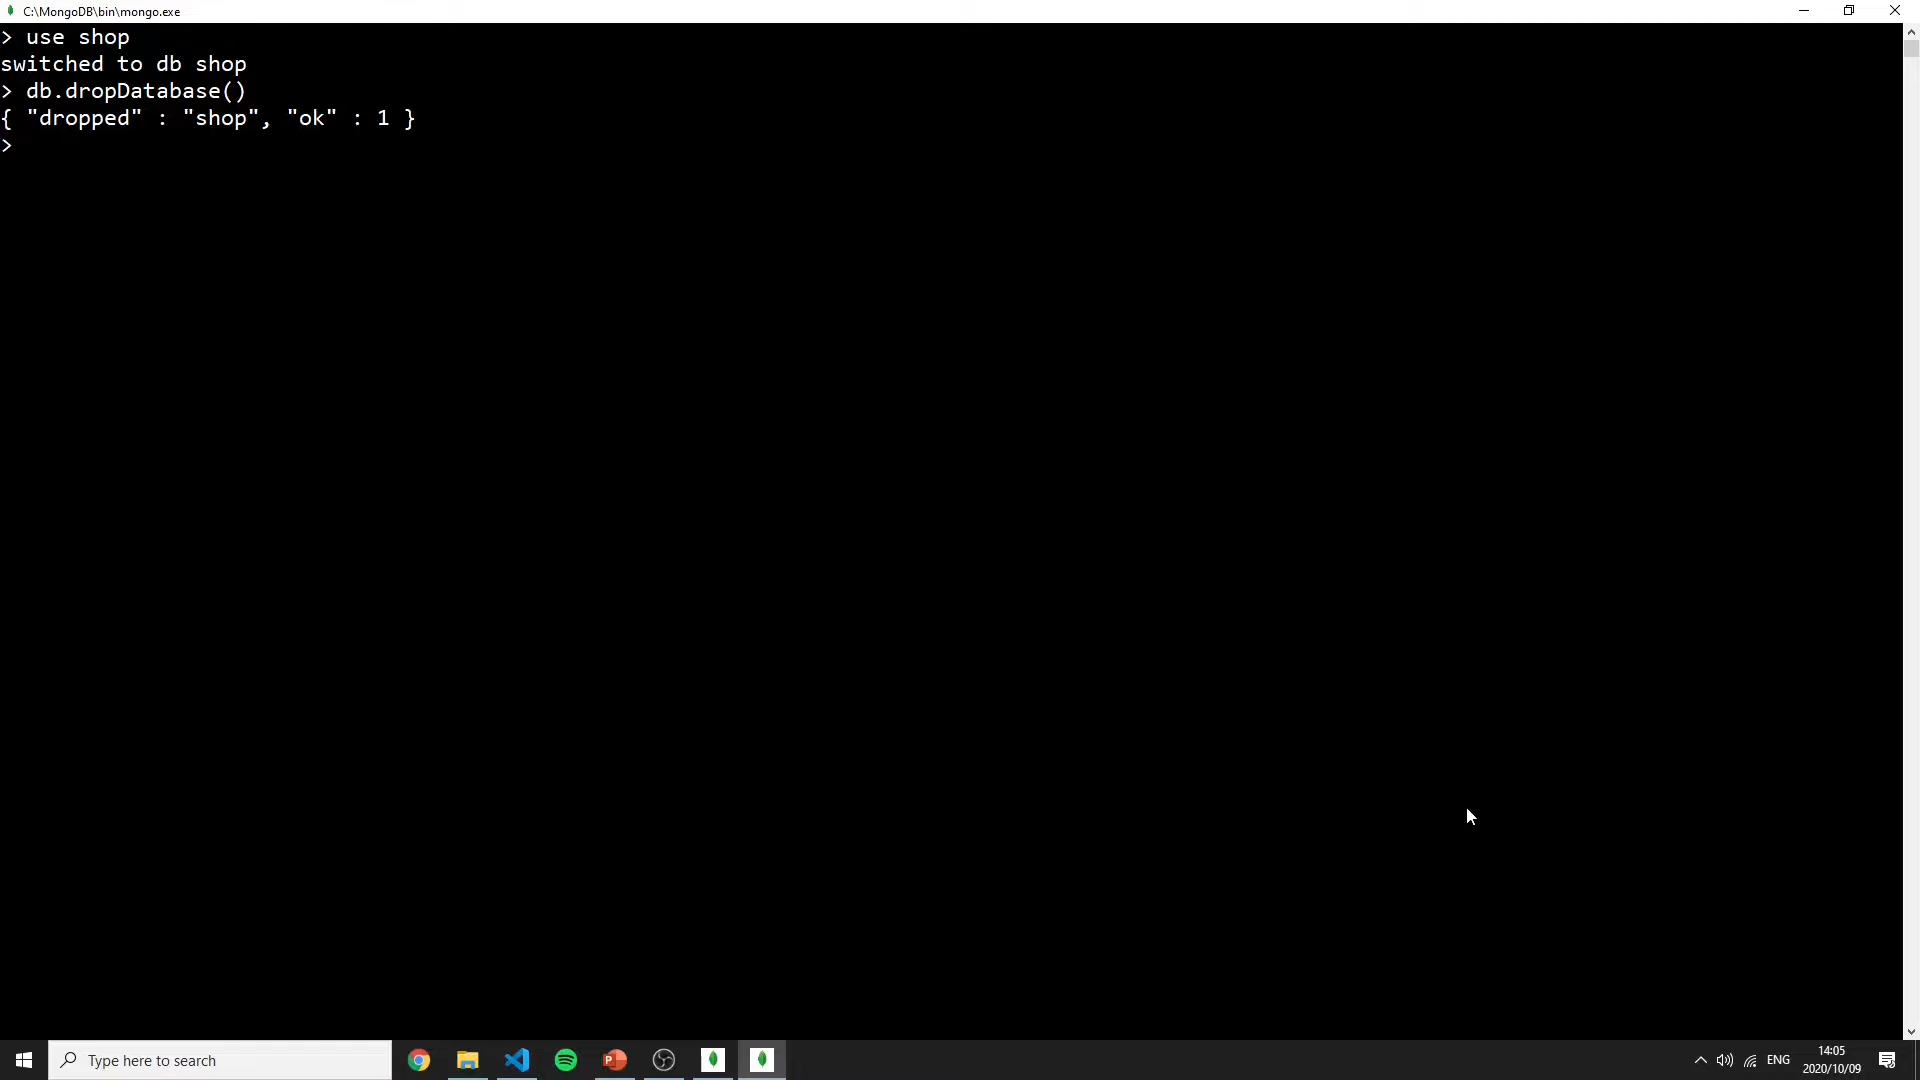 C:\MongoDB\bin\mongo.exe
> use shop
switched to db shop
> db.dropDatabase()
{ "dropped" : "shop", "ok" : 1 }
>
Type here to search
ENG
14:05
2020/10/09